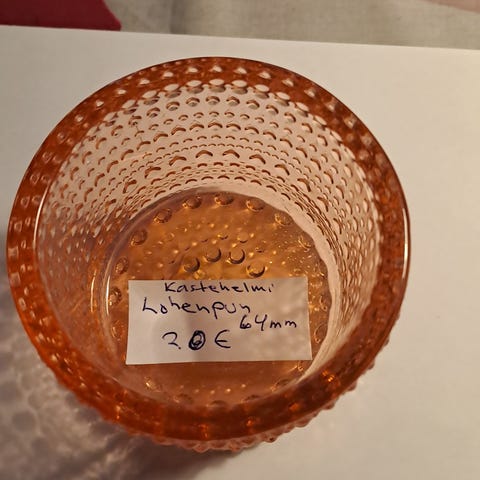 Kastehelmi
Lohenpun
64mm
20€